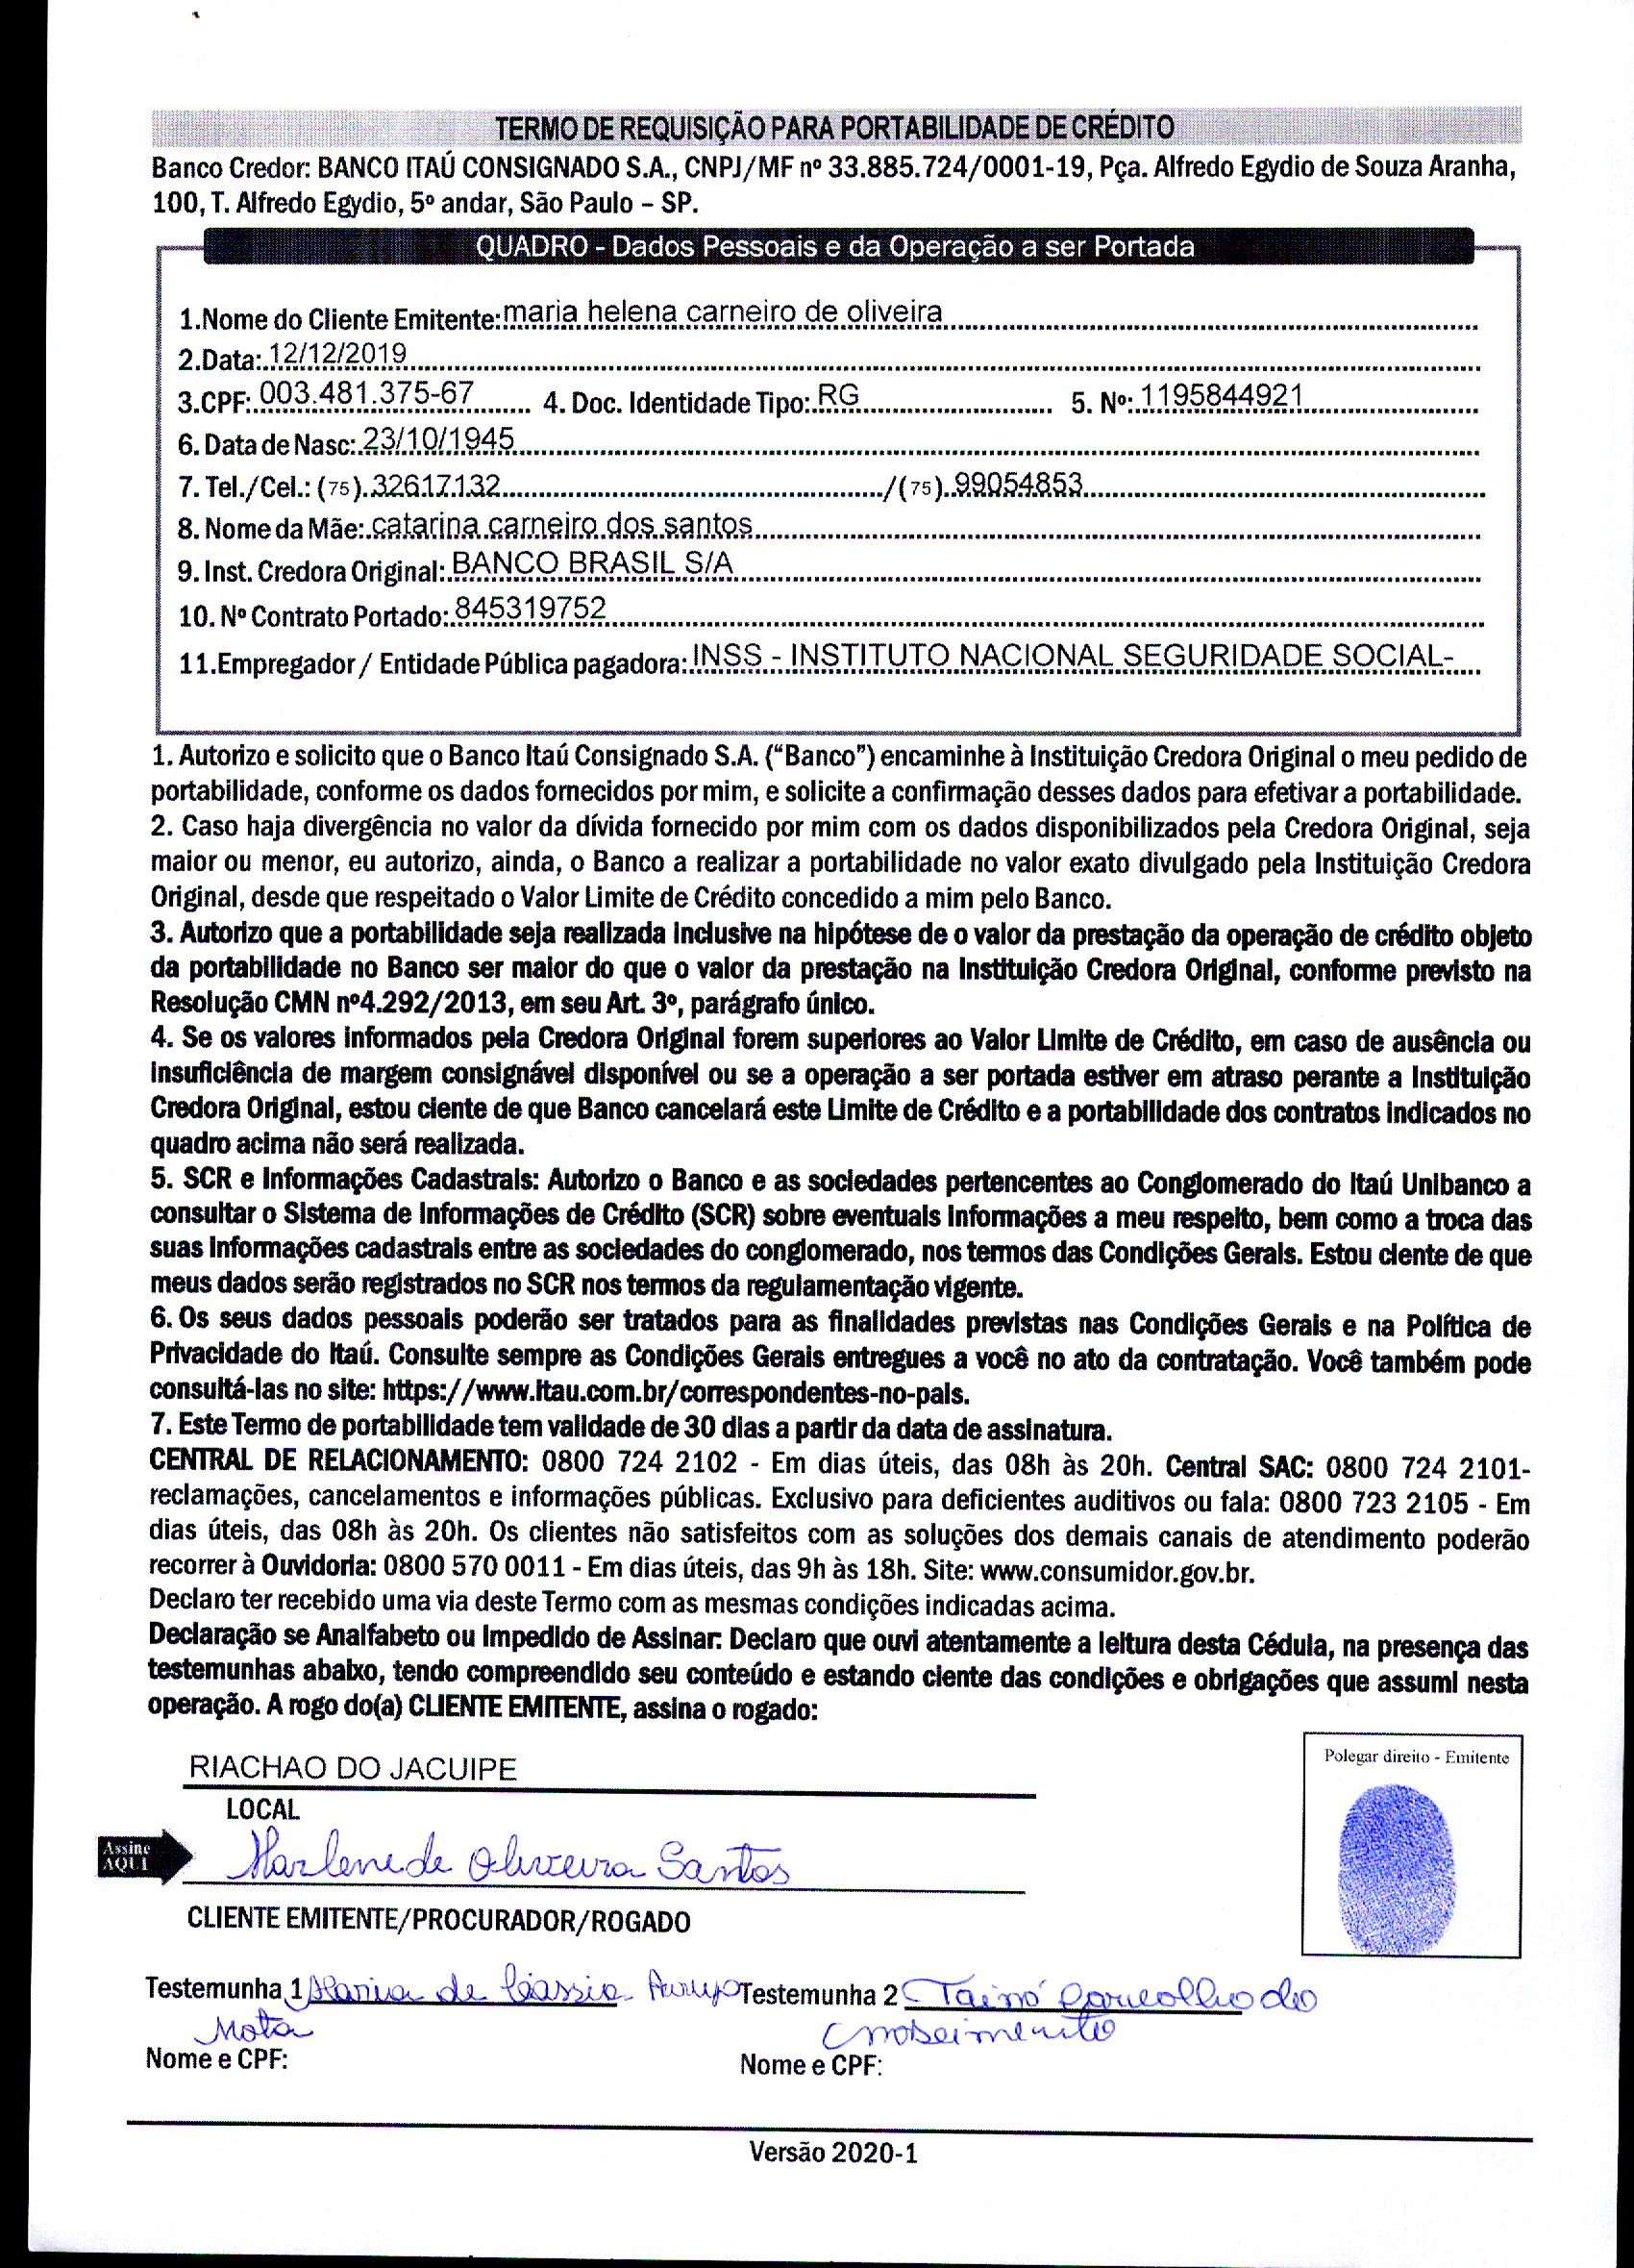 TERMO DE REQUISIÇÃO PARA PORTABILIDADE DE CRÉDITO
Banco Credor: BANCO ITAÚ CONSIGNADO S.A., CNPJ/MF nº 33.885.724/0001-19, Pça. Alfredo Egydio de Souza Aranha,
100, T. Alfredo Egydio, 5º andar, São Paulo – SP.
QUADRO - Dados Pessoais e da Operação a ser Portada
1.Nome do Cliente Emitente: maria helena carneiro de oliveira
2.Data: 12/12/2019
3.CPF: 003.481.375-67 4. Doc. Identidade Tipo: RG 5. Nº: 1195844921
6. Data de Nasc: 23/10/1945
7. Tel./Cel.: (75) 32617132 /(75) 99054853
8. Nome da Mãe: catarina carneiro dos santos
9. Inst. Credora Original: BANCO BRASIL S/A
10. Nº Contrato Portado: 845319752
11.Empregador / Entidade Pública pagadora: INSS - INSTITUTO NACIONAL SEGURIDADE SOCIAL-
1. Autorizo e solicito que o Banco Itaú Consignado S.A. (“Banco”) encaminhe à Instituição Credora Original o meu pedido de
portabilidade, conforme os dados fornecidos por mim, e solicite a confirmação desses dados para efetivar a portabilidade.
2. Caso haja divergência no valor da dívida fornecido por mim com os dados disponibilizados pela Credora Original, seja
maior ou menor, eu autorizo, ainda, o Banco a realizar a portabilidade no valor exato divulgado pela Instituição Credora
Original, desde que respeitado o Valor Limite de Crédito concedido a mim pelo Banco.
3. Autorizo que a portabilidade seja realizada inclusive na hipótese de o valor da prestação da operação de crédito objeto
da portabilidade no Banco ser maior do que o valor da prestação na Instituição Credora Original, conforme previsto na
Resolução CMN nº4.292/2013, em seu Art. 3º, parágrafo único.
4. Se os valores informados pela Credora Original forem superiores ao Valor Limite de Crédito, em caso de ausência ou
insuficiência de margem consignável disponível ou se a operação a ser portada estiver em atraso perante a Instituição
Credora Original, estou ciente de que Banco cancelará este Limite de Crédito e a portabilidade dos contratos indicados no
quadro acima não será realizada.
5. SCR e Informações Cadastrais: Autorizo o Banco e as sociedades pertencentes ao Conglomerado do Itaú Unibanco a
consultar o Sistema de Informações de Crédito (SCR) sobre eventuais informações a meu respeito, bem como a troca das
suas informações cadastrais entre as sociedades do conglomerado, nos termos das Condições Gerais. Estou ciente de que
meus dados serão registrados no SCR nos termos da regulamentação vigente.
6. Os seus dados pessoais poderão ser tratados para as finalidades previstas nas Condições Gerais e na Política de
Privacidade do Itaú. Consulte sempre as Condições Gerais entregues a você no ato da contratação. Você também pode
consultá-las no site: https://www.itau.com.br/correspondentes-no-pais.
7. Este Termo de portabilidade tem validade de 30 dias a partir da data de assinatura.
CENTRAL DE RELACIONAMENTO: 0800 724 2102 - Em dias úteis, das 08h às 20h. Central SAC: 0800 724 2101-
reclamações, cancelamentos e informações públicas. Exclusivo para deficientes auditivos ou fala: 0800 723 2105 - Em
dias úteis, das 08h às 20h. Os clientes não satisfeitos com as soluções dos demais canais de atendimento poderão
recorrer à Ouvidoria: 0800 570 0011 - Em dias úteis, das 9h às 18h. Site: www.consumidor.gov.br.
Declaro ter recebido uma via deste Termo com as mesmas condições indicadas acima.
Declaração se Analfabeto ou Impedido de Assinar: Declaro que ouvi atentamente a leitura desta Cédula, na presença das
testemunhas abaixo, tendo compreendido seu conteúdo e estando ciente das condições e obrigações que assumi nesta
operação. A rogo do(a) CLIENTE EMITENTE, assina o rogado:
Polegar direito - Emitente
RIACHAO DO JACUIPE
LOCAL
Assine
AQUI
Marlene de Oliveira Santos
CLIENTE EMITENTE/PROCURADOR/ROGADO
Testemunha 1 Maria de Cássia Araujo Testemunha 2 Tainá Carvalho do
Mota Nascimento
Nome e CPF: Nome e CPF:
Versão 2020-1